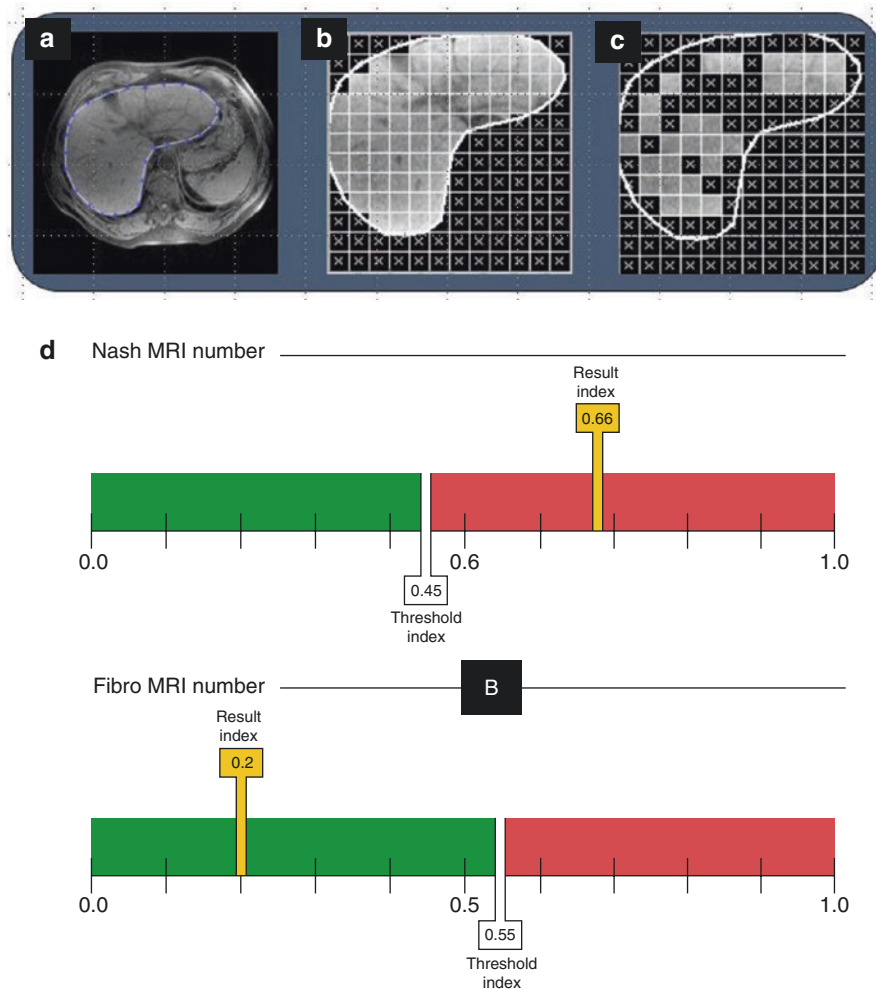 a
b
c
d
Nash MRI number
Result
index
0.66
0.0
0.6
1.0
0.45
Threshold
index
Fibro MRI number
B
Result
index
0.2
0.0
0.5
1.0
0.55
Threshold
index